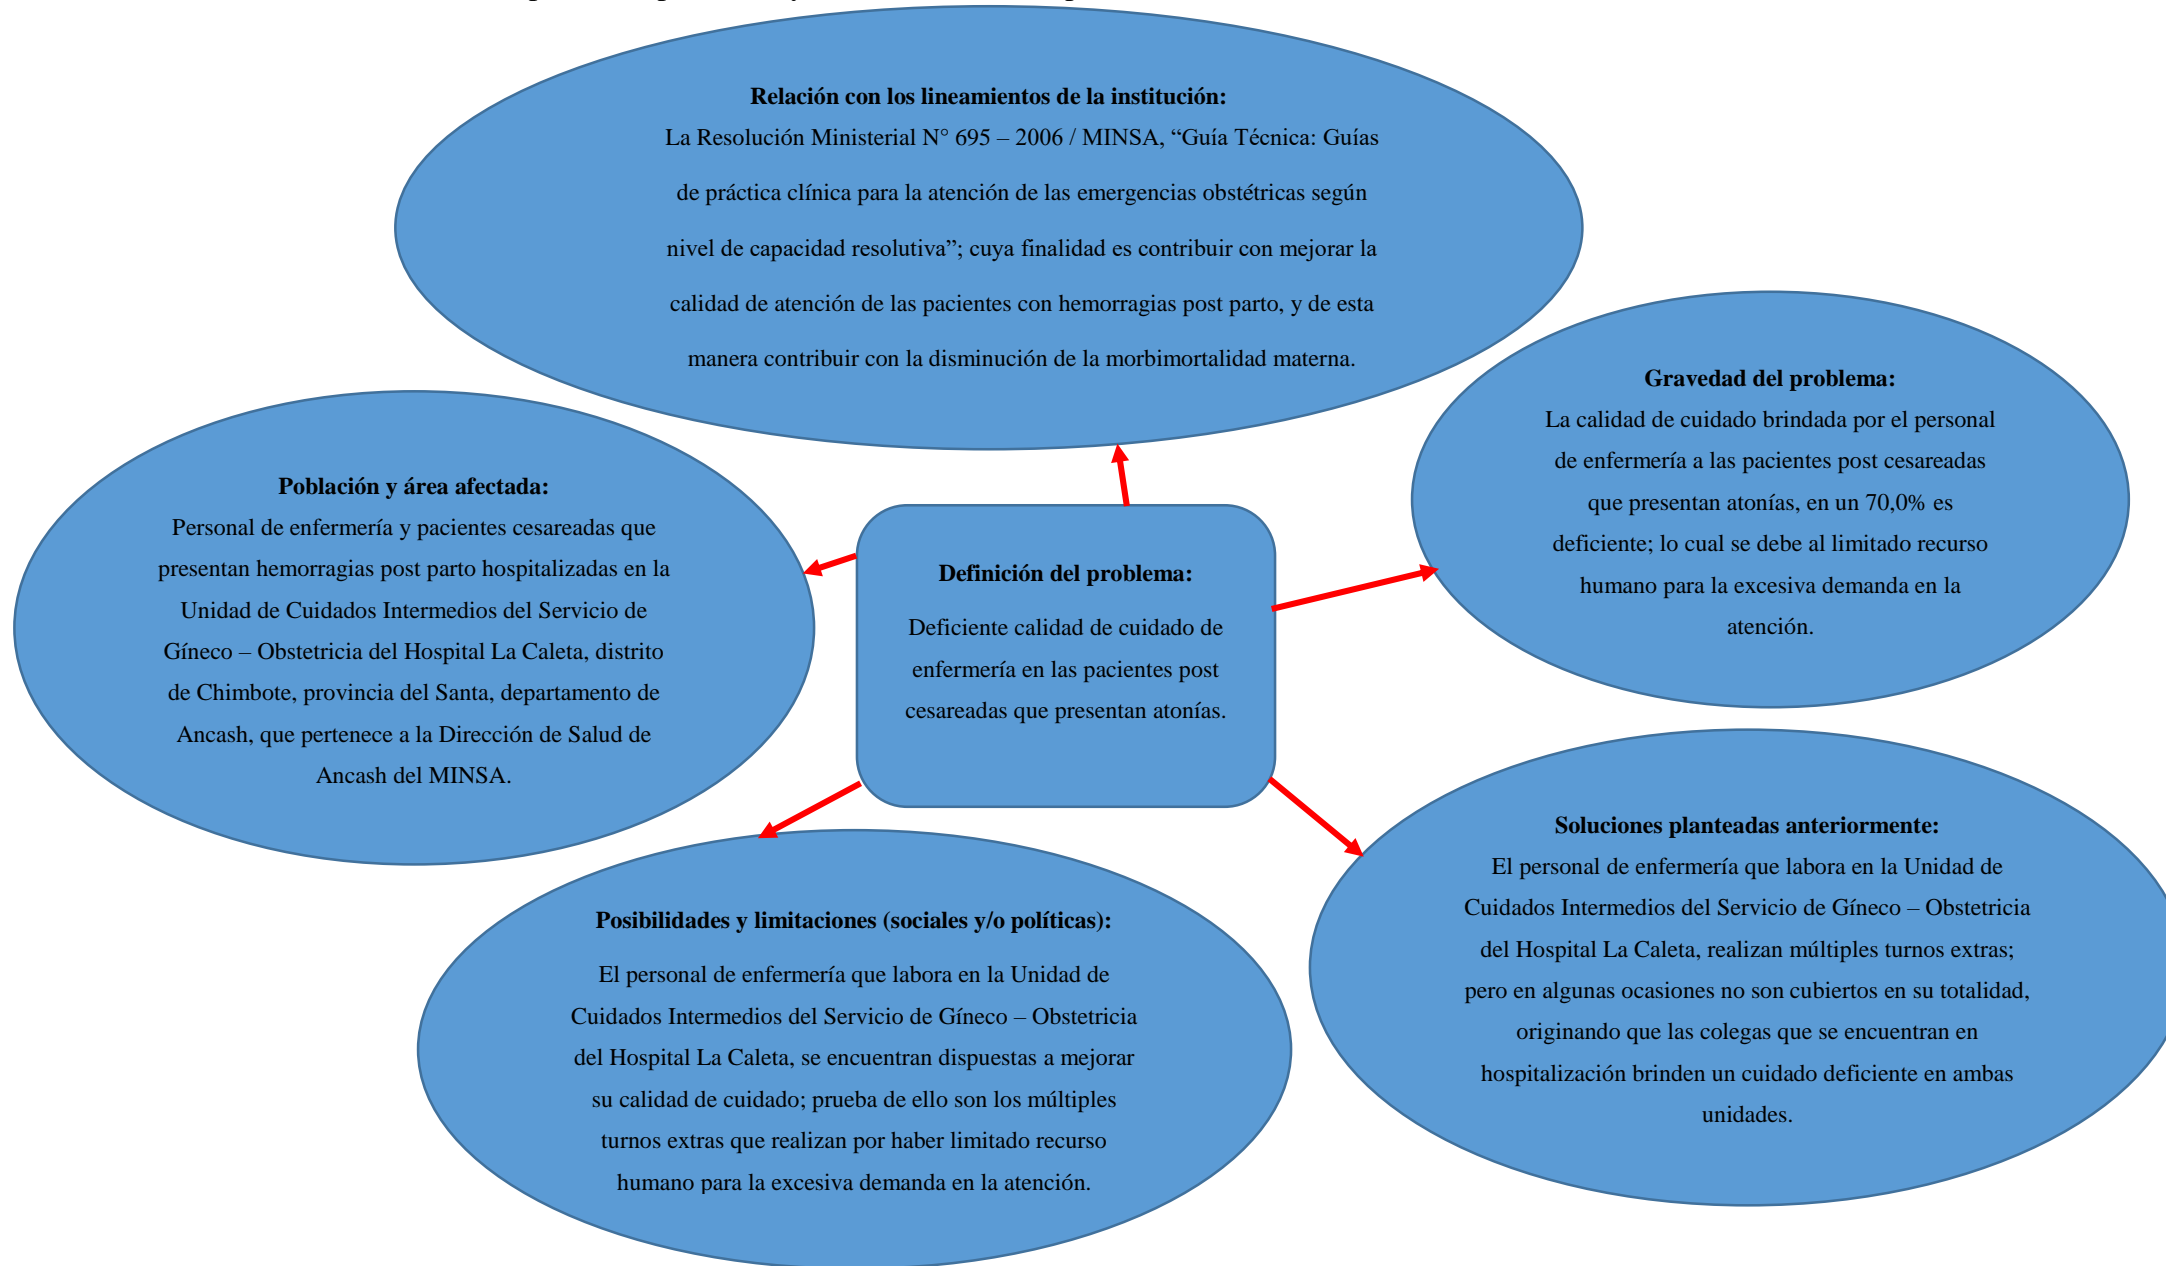 Relación con los lineamientos de la institución:
La Resolución Ministerial N° 695 – 2006 / MINSA, “Guía Técnica: Guías
de práctica clínica para la atención de las emergencias obstétricas según
nivel de capacidad resolutiva”; cuya finalidad es contribuir con mejorar la
calidad de atención de las pacientes con hemorragias post parto, y de esta
manera contribuir con la disminución de la morbimortalidad materna.
Gravedad del problema:
La calidad de cuidado brindada por el personal
de enfermería a las pacientes post cesareadas
que presentan atonías, en un 70,0% es
deficiente; lo cual se debe al limitado recurso
humano para la excesiva demanda en la
atención.
Población y área afectada:
Personal de enfermería y pacientes cesareadas que
presentan hemorragias post parto hospitalizadas en la
Unidad de Cuidados Intermedios del Servicio de
Gíneco – Obstetricia del Hospital La Caleta, distrito
de Chimbote, provincia del Santa, departamento de
Ancash, que pertenece a la Dirección de Salud de
Ancash del MINSA.
Definición del problema:
Deficiente calidad de cuidado de
enfermería en las pacientes post
cesareadas que presentan atonías.
Soluciones planteadas anteriormente:
El personal de enfermería que labora en la Unidad de
Cuidados Intermedios del Servicio de Gíneco – Obstetricia
del Hospital La Caleta, realizan múltiples turnos extras;
pero en algunas ocasiones no son cubiertos en su totalidad,
originando que las colegas que se encuentran en
hospitalización brinden un cuidado deficiente en ambas
unidades.
Posibilidades y limitaciones (sociales y/o políticas):
El personal de enfermería que labora en la Unidad de
Cuidados Intermedios del Servicio de Gíneco – Obstetricia
del Hospital La Caleta, se encuentran dispuestas a mejorar
su calidad de cuidado; prueba de ello son los múltiples
turnos extras que realizan por haber limitado recurso
humano para la excesiva demanda en la atención.